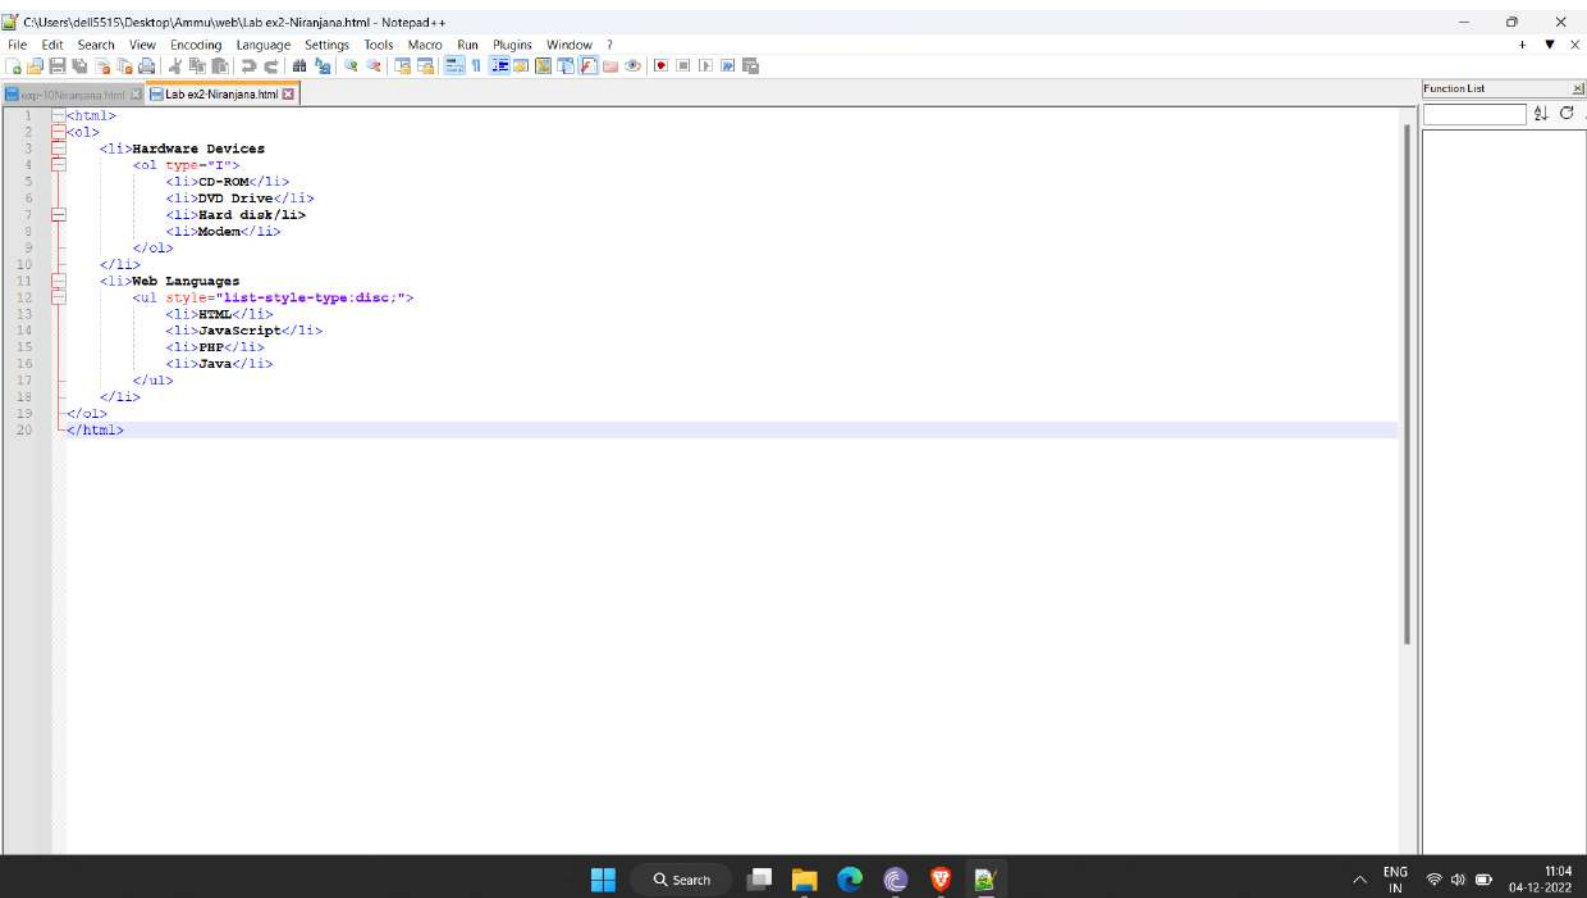 C:\Users\dell5515\Desktop\Ammu\web\Lab ex2-Niranjana.html - Notepad++
File Edit Search View Encoding Language Settings Tools Macro Run Plugins Window ?
exp-10Niranjana.html Lab ex2-Niranjana.html
Function List
1 <html>
2 <ol>
3 <li>Hardware Devices
4 <ol type="I">
5 <li>CD-ROM</li>
6 <li>DVD Drive</li>
7 <li>Hard disk/li>
8 <li>Modem</li>
9 </ol>
10 </li>
11 <li>Web Languages
12 <ul style="list-style-type:disc;">
13 <li>HTML</li>
14 <li>JavaScript</li>
15 <li>PHP</li>
16 <li>Java</li>
17 </ul>
18 </li>
19 </ol>
20 </html>
Search
ENG
IN
11:04
04-12-2022